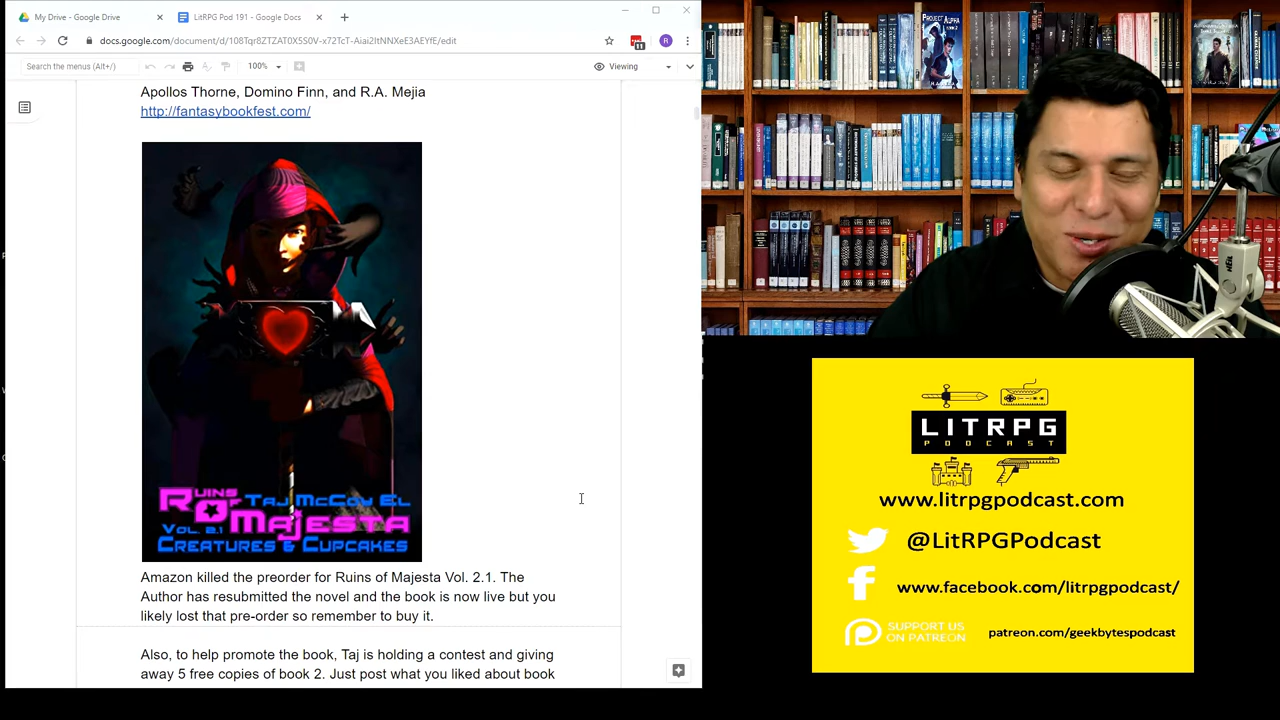 My Drive - Google Drive
LitRPG Pod 191 - Google Docs
docs.google.com/document/d/108Tqr8ZTZAT0X5S0V-x72TcT-Aiai2ItNNXeE3AEYfE/edit
11
R
Search the menus (Alt+/)
100%
Viewing
Apollos Thorne, Domino Finn, and R.A. Mejia
http://fantasybookfest.com/
RUINS OF MAJESTA
TAJ MCCOY EL
VOL. 2.1
CREATURES & CUPCAKES
Amazon killed the preorder for Ruins of Majesta Vol. 2.1. The
Author has resubmitted the novel and the book is now live but you
likely lost that pre-order so remember to buy it.
Also, to help promote the book, Taj is holding a contest and giving
away 5 free copies of book 2. Just post what you liked about book
PROJECT ALPHA
LITRPG
PODCAST
www.litrpgpodcast.com
@LitRPGPodcast
www.facebook.com/litrpgpodcast/
SUPPORT US
ON PATREON
patreon.com/geekbytespodcast